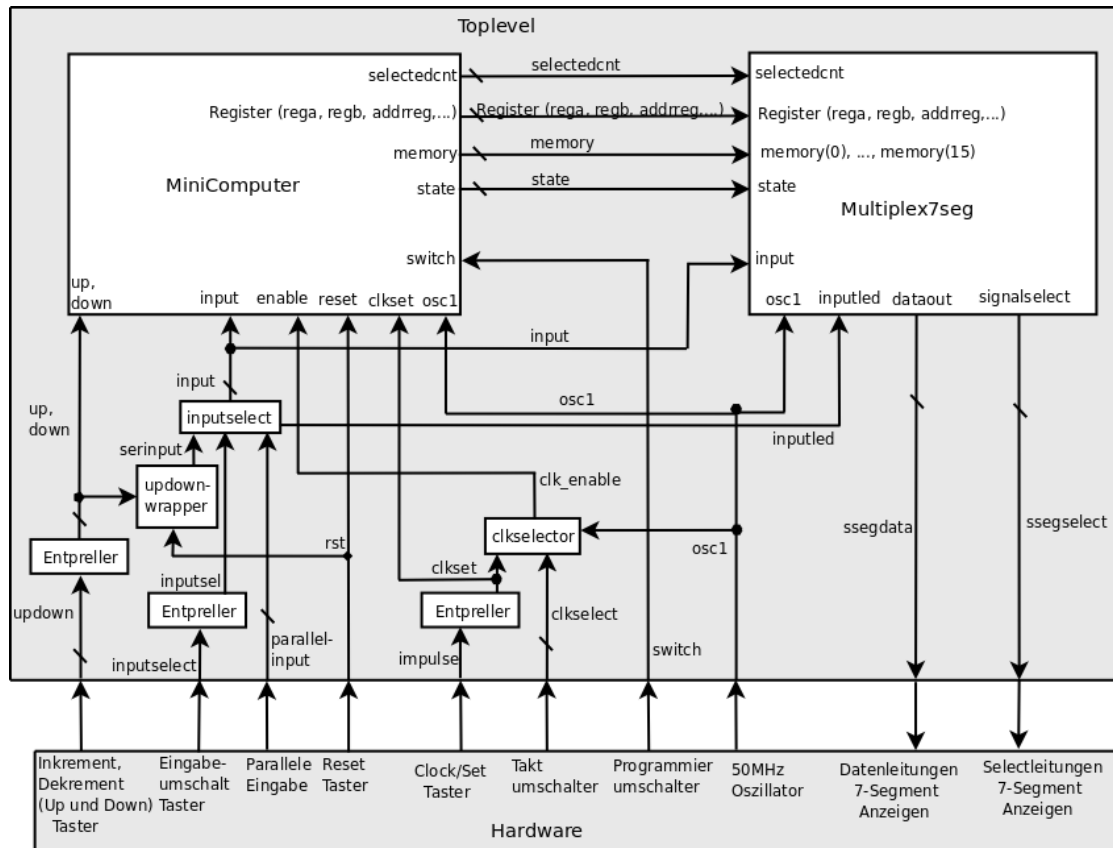 Toplevel
selectedcnt
selectedcnt
selectedcnt
Register (rega, regb, addrreg,...)
Register (rega, regb, addrreg,...)
Register (rega, regb, addrreg,...)
memory
memory
memory(0), ..., memory(15)
MiniComputer
state
state
state
Multiplex7seg
switch
input
up,
down
input
enable
reset
clkset
osc1
osc1
inputled
dataout
signalselect
input
input
osc1
up,
down
inputselect
inputled
serinput
updown-
wrapper
clk_enable
clkselector
ssegdata
ssegselect
Entpreller
rst
osc1
inputsel
clkset
updown
Entpreller
Entpreller
clkselect
parallel-
input
inputselect
impulse
switch
Inkrement,
Dekrement
(Up und Down)
Taster
Eingabe-
umschalt
Taster
Parallele
Eingabe
Reset
Taster
Clock/Set
Taster
Takt
umschalter
Programmier
umschalter
50MHz
Oszillator
Datenleitungen
7-Segment
Anzeigen
Selectleitungen
7-Segment
Anzeigen
Hardware